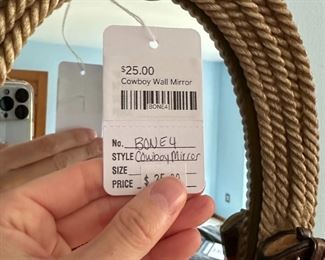 $25.00
Cowboy Wall Mirror
BONE4
No. BONE4
STYLE Cowboy Mirror
SIZE
PRICE $ 25.00